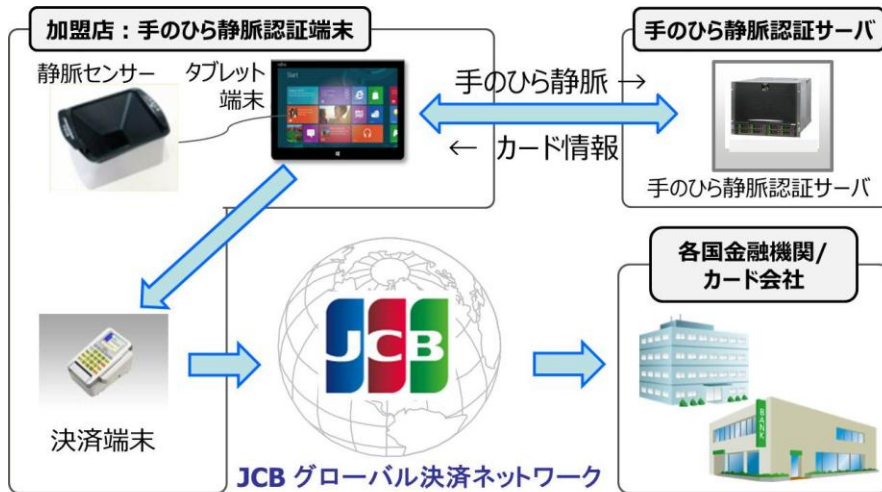 加盟店：手のひら静脈認証端末
静脈センサー
タブレット
端末
Start
手のひら静脈 →
← カード情報
手のひら静脈認証サーバ
手のひら静脈認証サーバ
決済端末
JCB
JCB グローバル決済ネットワーク
各国金融機関/
カード会社
BANK